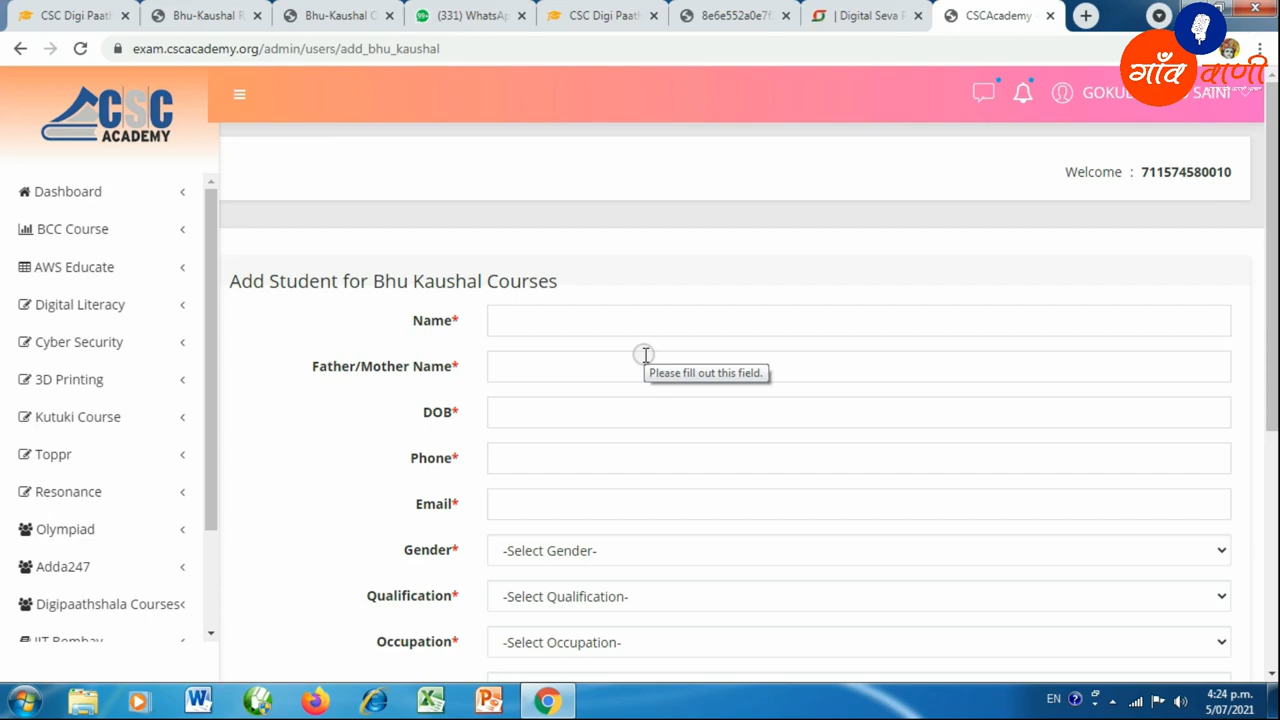 CSC Digi Paath
Bhu-Kaushal R
Bhu-Kaushal C
(331) WhatsAp
CSC Digi Paath
8e6e552a0e7f
| Digital Seva P
CSCAcademy
exam.cscacademy.org/admin/users/add_bhu_kaushal
गाँव वाणी
CSC
ACADEMY
GOKUL SAINI
Welcome : 711574580010
Dashboard
BCC Course
AWS Educate
Digital Literacy
Cyber Security
3D Printing
Kutuki Course
Toppr
Resonance
Olympiad
Adda247
Digipaathshala Courses
IIT Bombay
Add Student for Bhu Kaushal Courses
Name*
Father/Mother Name*
Please fill out this field.
DOB*
Phone*
Email*
Gender* -Select Gender-
Qualification* -Select Qualification-
Occupation* -Select Occupation-
EN
4:24 p.m.
5/07/2021